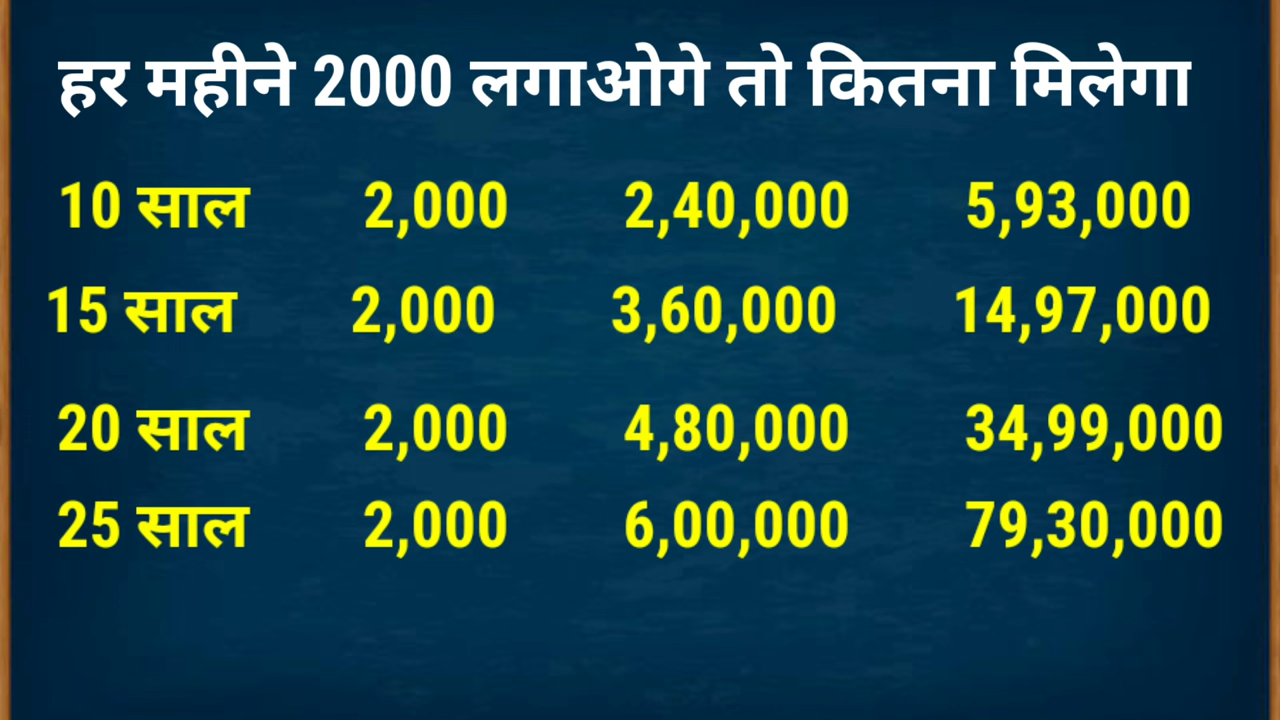 हर महीने 2000 लगाओगे तो कितना मिलेगा
10 साल 2,000 2,40,000 5,93,000
15 साल 2,000 3,60,000 14,97,000
20 साल 2,000 4,80,000 34,99,000
25 साल 2,000 6,00,000 79,30,000